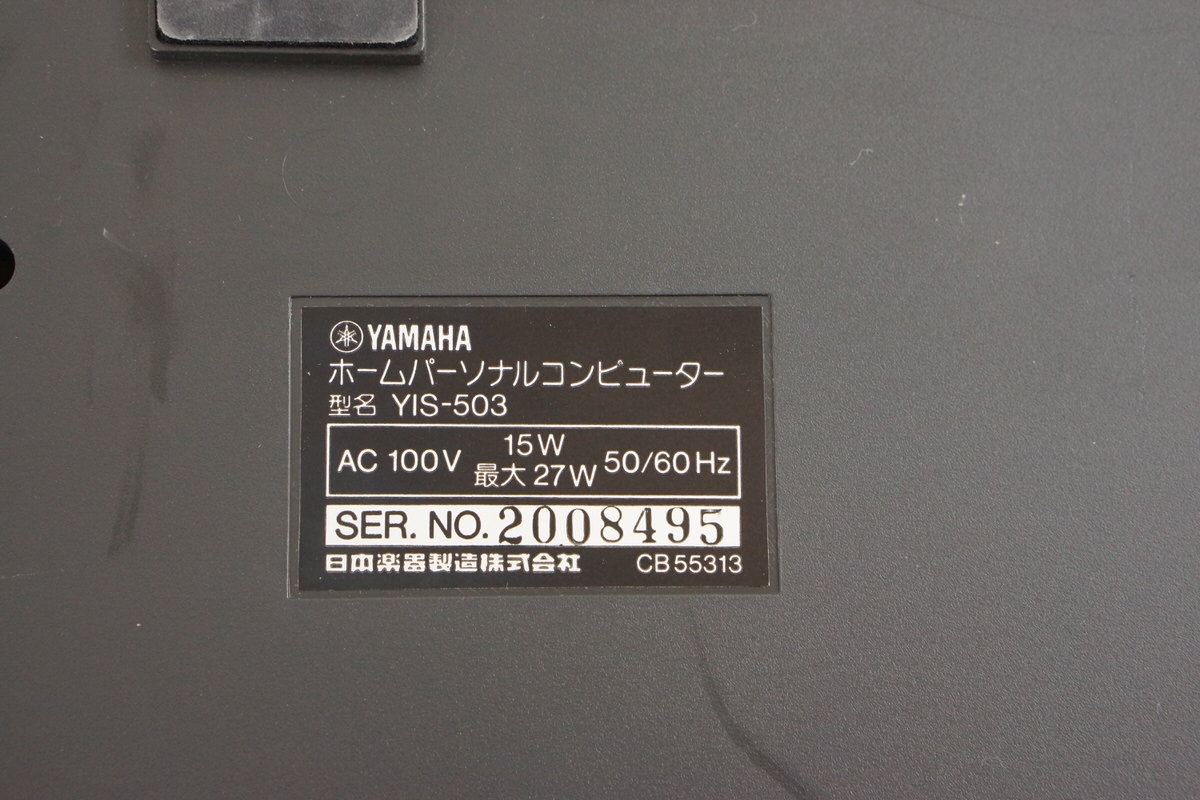 YAMAHA
ホームパーソナルコンピューター
型名 YIS-503
AC 100V 15W 最大 27W 50/60Hz
SER. NO. 2008495
日本楽器製造株式会社 CB55313